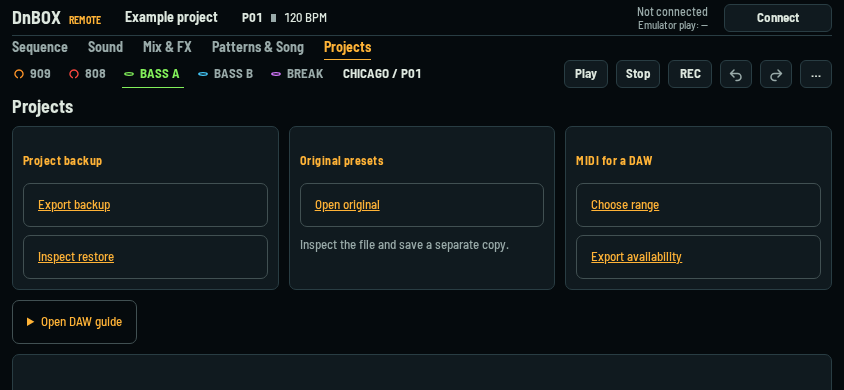 DnBOX REMOTE Example project P01 120 BPM Not connected Connect
Emulator play: –
Sequence Sound Mix & FX Patterns & Song Projects
909 808 BASS A BASS B BREAK CHICAGO / P01 Play Stop REC ...
Projects
Project backup
Export backup
Inspect restore
Original presets
Open original
Inspect the file and save a separate copy.
MIDI for a DAW
Choose range
Export availability
Open DAW guide